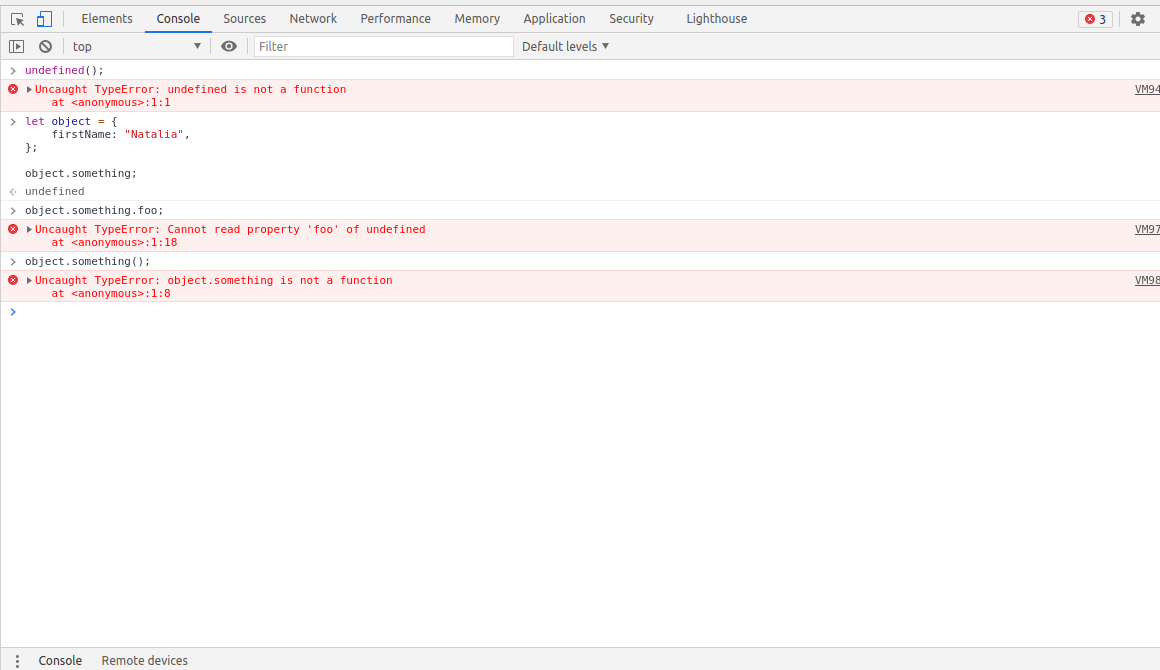 Elements Console Sources Network Performance Memory Application Security Lighthouse 3
top Filter Default levels
undefined();
Uncaught TypeError: undefined is not a function VM94
at <anonymous>:1:1
let object = {
firstName: "Natalia",
};
object.something;
undefined
object.something.foo;
Uncaught TypeError: Cannot read property 'foo' of undefined VM97
at <anonymous>:1:18
object.something();
Uncaught TypeError: object.something is not a function VM98
at <anonymous>:1:8
Console Remote devices